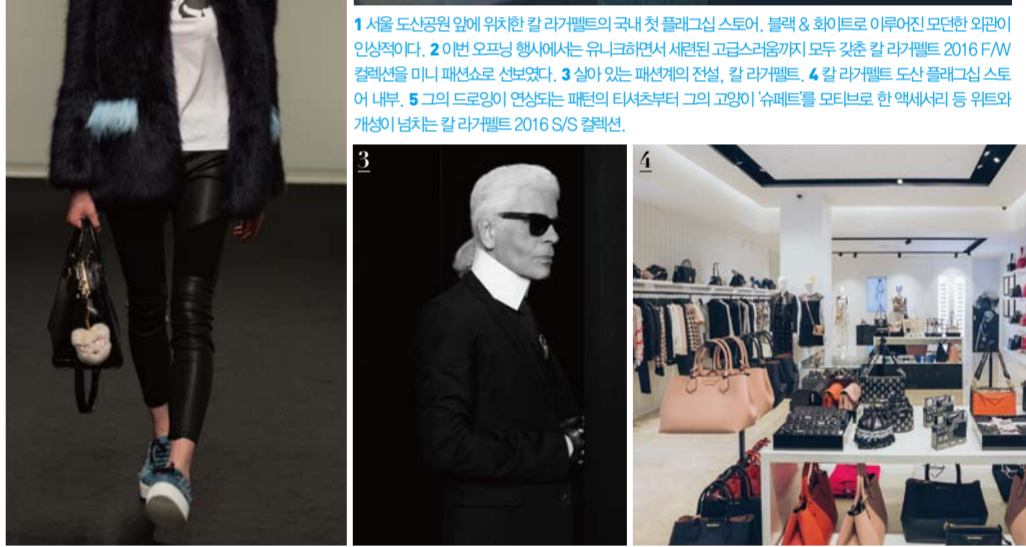 1 서울 도산공원 앞에 위치한 칼 라거펠트의 국내 첫 플래그십 스토어. 블랙 & 화이트로 이루어진 모던한 외관이
인상적이다. 2 이번 오프닝 행사에서는 유니크하면서 세련된 고급스러움까지 모두 갖춘 칼 라거펠트 2016 F/W
컬렉션을 미니 패션쇼로 선보였다. 3 살아 있는 패션계의 전설, 칼 라거펠트. 4 칼 라거펠트 도산 플래그십 스토
어 내부. 5 그의 드로잉이 연상되는 패턴의 티셔츠부터 그의 고양이 '슈페트'를 모티브로 한 액세서리 등 위트와
개성이 넘치는 칼 라거펠트 2016 S/S 컬렉션.
3
4